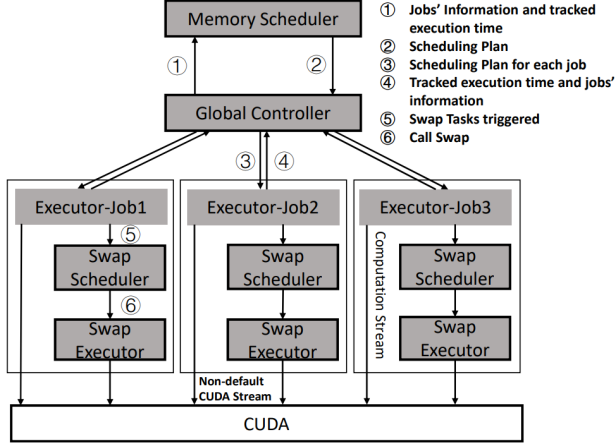 Memory Scheduler
① Jobs' Information and tracked
execution time
② Scheduling Plan
③ Scheduling Plan for each job
④ Tracked execution time and jobs'
information
⑤ Swap Tasks triggered
⑥ Call Swap
① ②
Global Controller
③ ④
Executor-Job1 Executor-Job2 Executor-Job3
⑤
Swap
Scheduler
Swap
Scheduler
Swap
Scheduler
Computation Stream
⑥
Swap
Executor
Swap
Executor
Swap
Executor
Non-default
CUDA Stream
CUDA